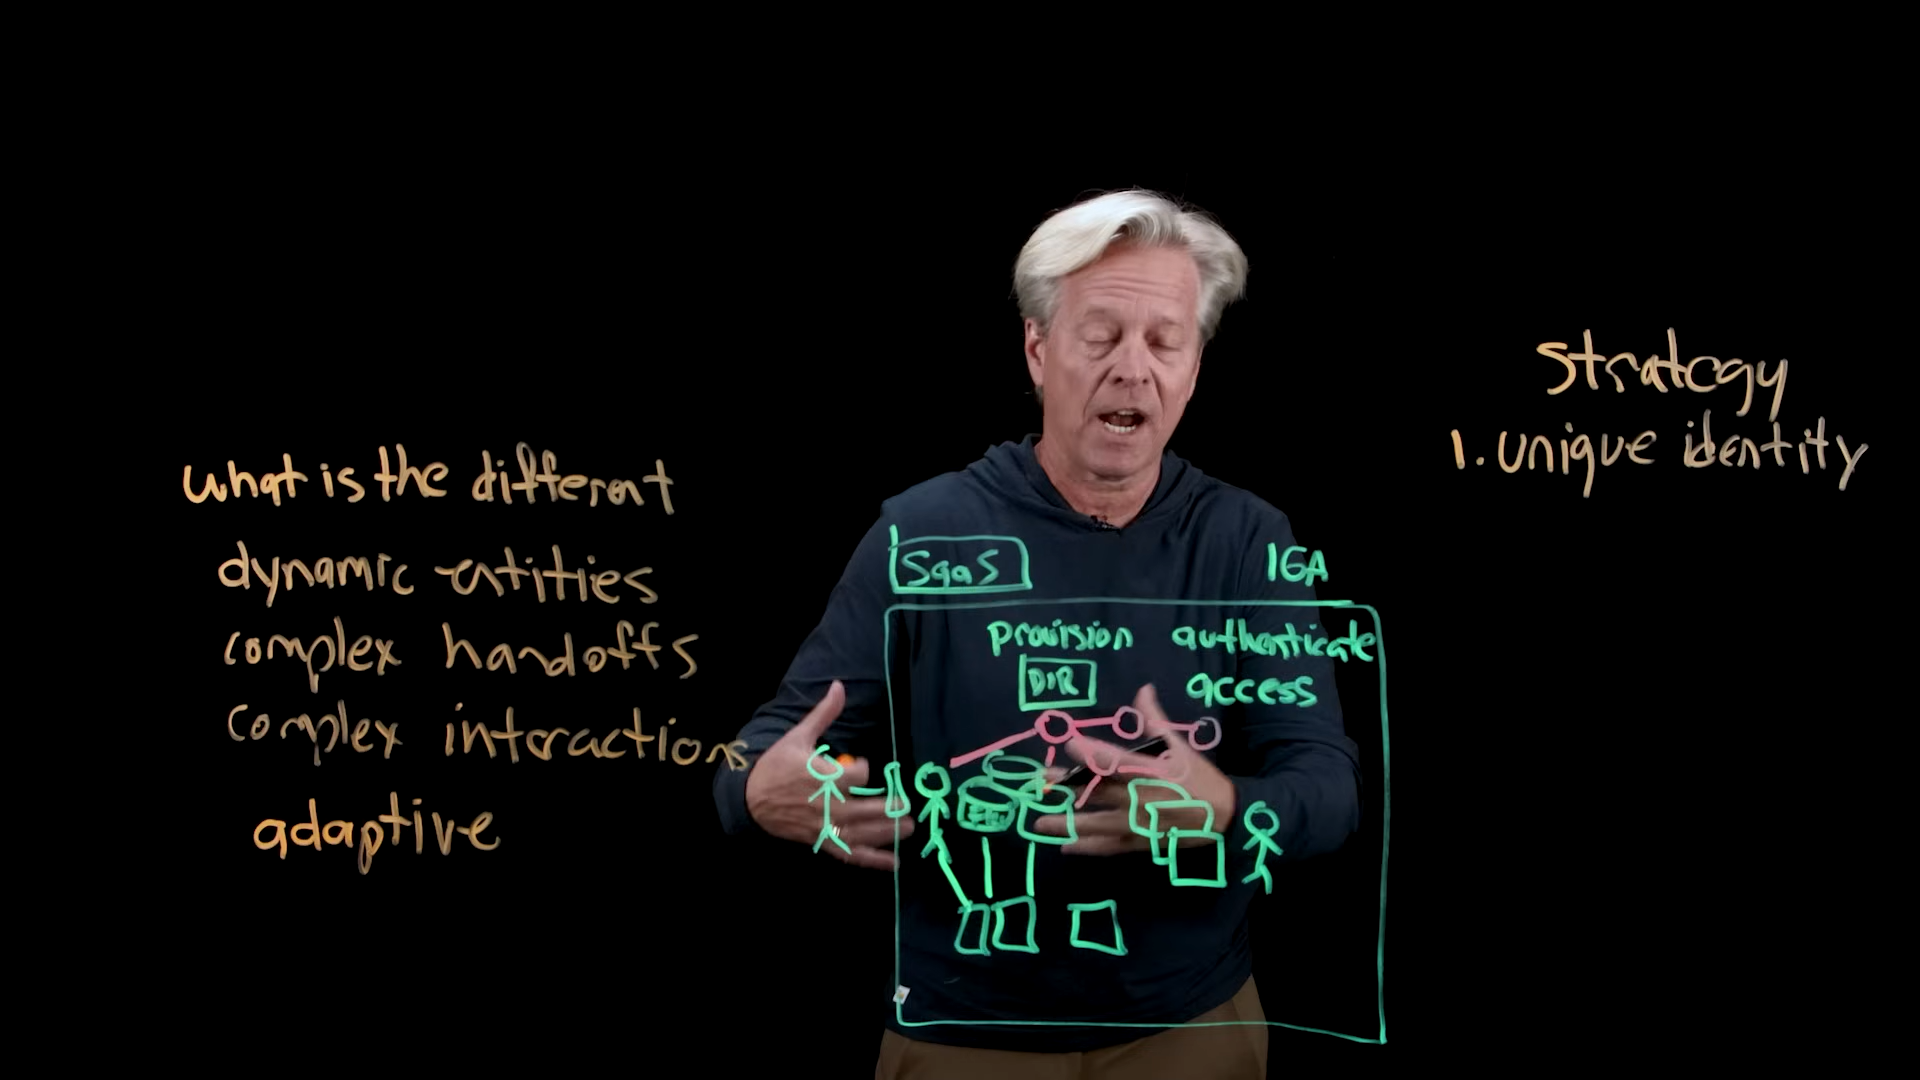 what is the different
dynamic entities
complex handoffs
complex interactions
adaptive
SaaS
IGA
provision
authenticate
DIR
access
strategy
1. unique identity